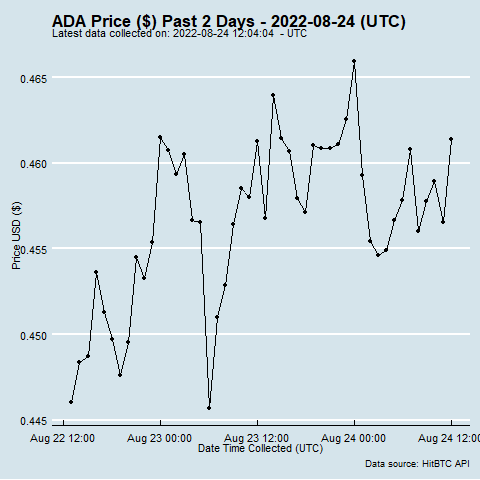 ADA Price ($) Past 2 Days - 2022-08-24 (UTC)
Latest data collected on: 2022-08-24 12:04:04 - UTC
0.465
0.460
0.455
0.450
0.445
Price USD ($)
Aug 22 12:00 Aug 23 00:00 Aug 23 12:00 Aug 24 00:00 Aug 24 12:00
Date Time Collected (UTC)
Data source: HitBTC API